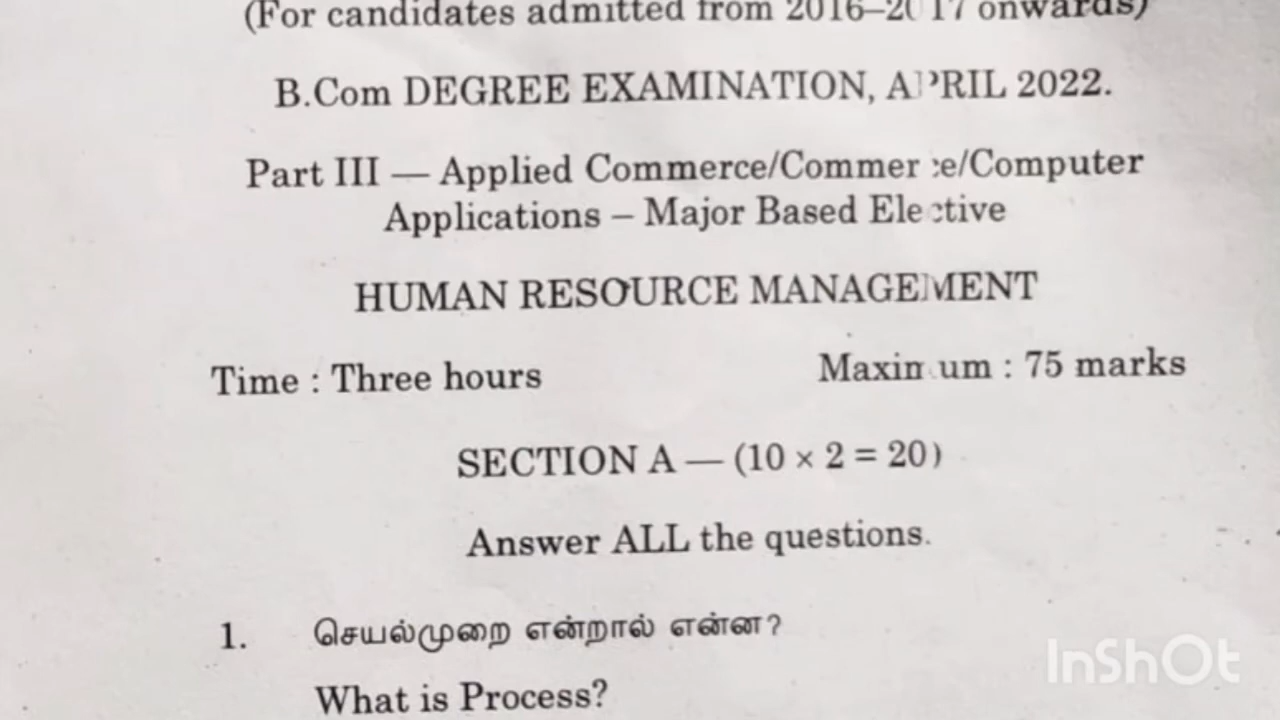 (For candidates admitted from 2016–2017 onwards)
B.Com DEGREE EXAMINATION, APRIL 2022.
Part III — Applied Commerce/Commerce/Computer
Applications – Major Based Elective
HUMAN RESOURCE MANAGEMENT
Time : Three hours Maximum : 75 marks
SECTION A — (10 × 2 = 20)
Answer ALL the questions.
1. செயல்முறை என்றால் என்ன?
What is Process?
InShOt